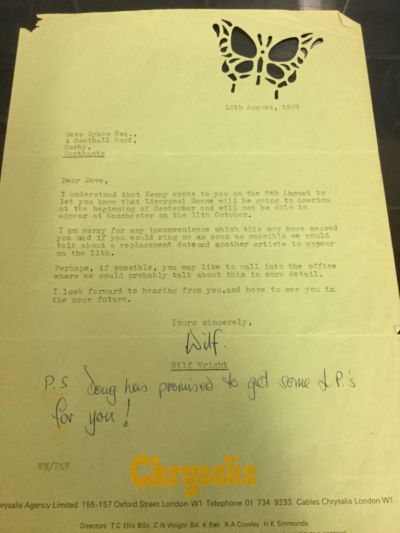 18th August, 1969
Dave Sykes Esq.,
Southall Road,
Corby,
Northants
Dear Dave,
I understand that Kenny wrote to you on the 8th August to
let you know that Liverpool Scene will be going to America
at the beginning of September and will not be able to
appear at Manchester on the 11th October.
I am sorry for any inconvenience which this may have caused
you and if you would ring me as soon as possible we could
talk about a replacement date and another artiste to appear
on the 11th.
Perhaps, if possible, you may like to call into the office
where we could probably talk about this in more detail.
I look forward to hearing from you, and hope to see you in
the near future.
Yours sincerely,
Wilf.
Wilf Wright
P.S Doug has promised to get some L.P.'s
for you!
WW/PAW
Chrysalis
hrysalis Agency Limited 155-157 Oxford Street London W1 Telephone 01 734 9233 Cables Chrysalis London W1
Directors T C Ellis BSc C N Wright BA K Bell R A Cowley H K Simmonds